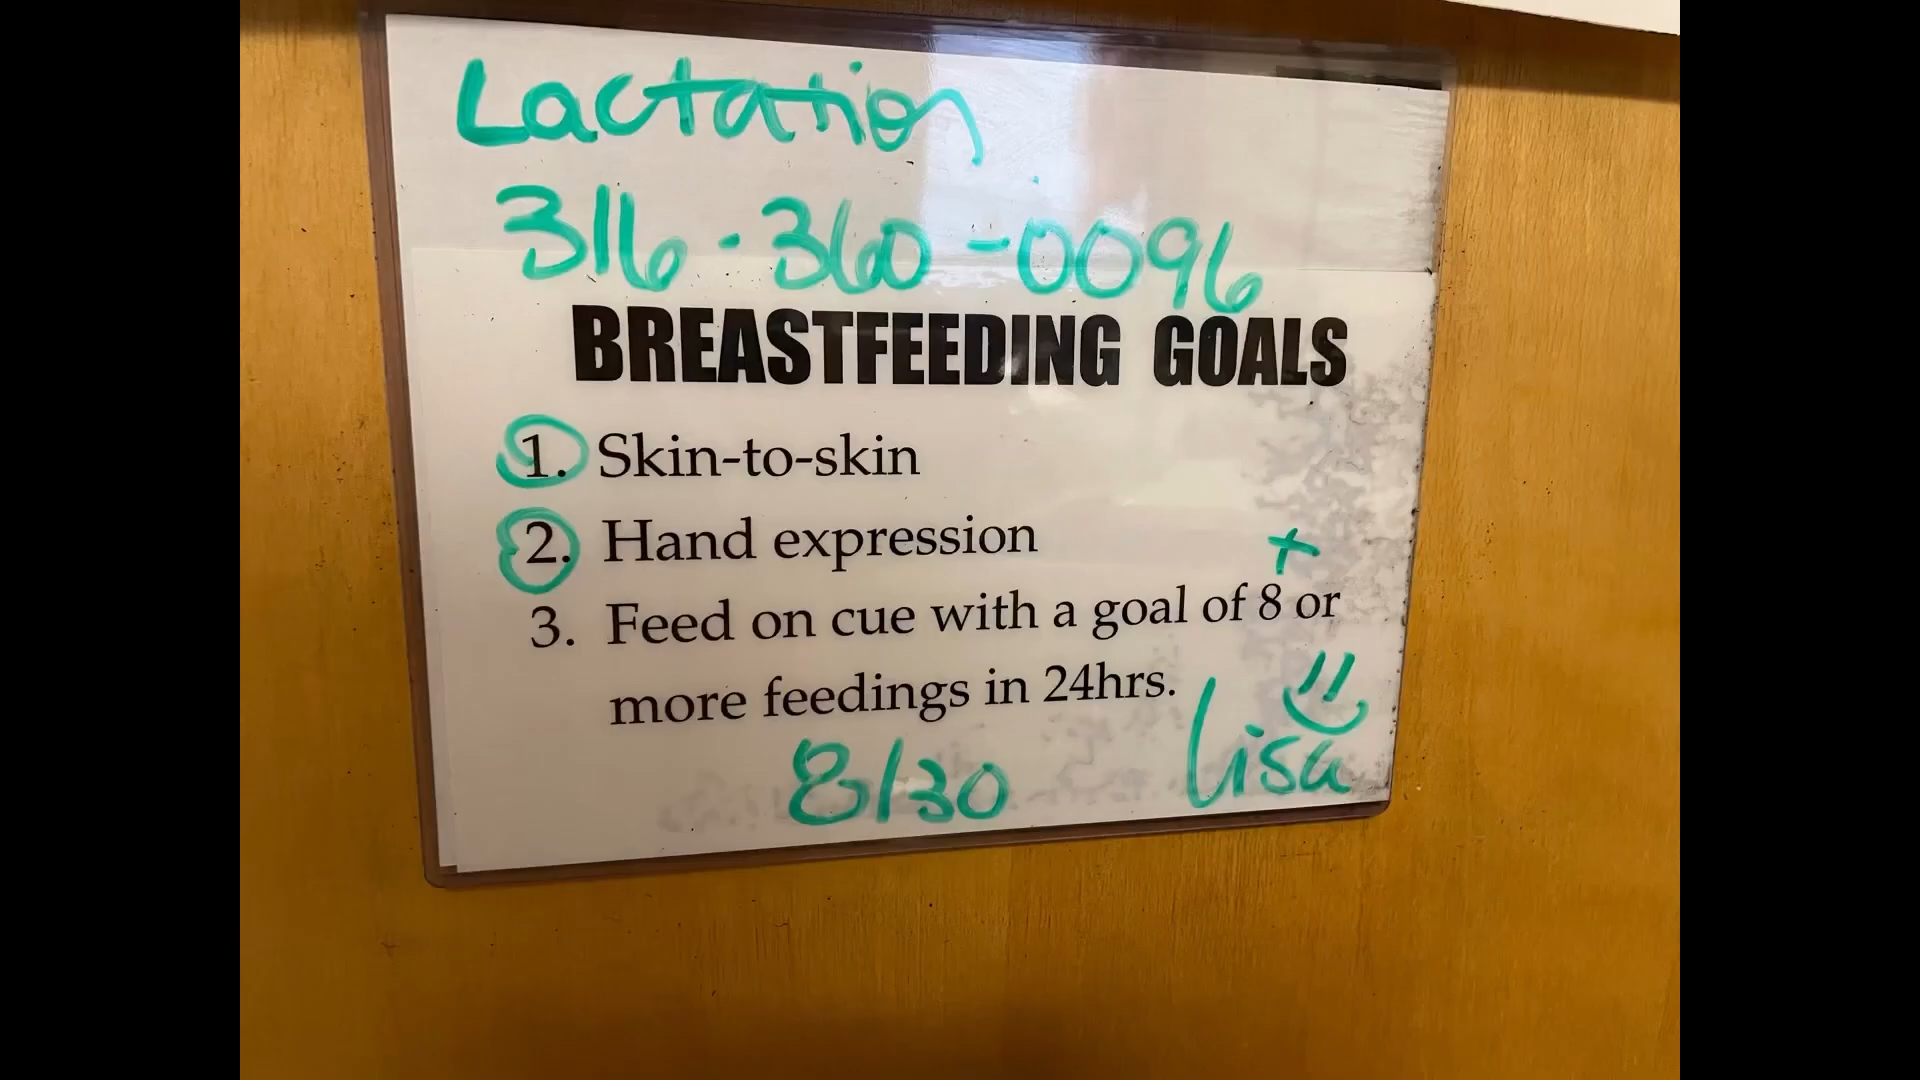 Lactation
316-360-0096
BREASTFEEDING GOALS
1. Skin-to-skin
2. Hand expression
+
3. Feed on cue with a goal of 8 or
more feedings in 24hrs.
8/30 Lisa